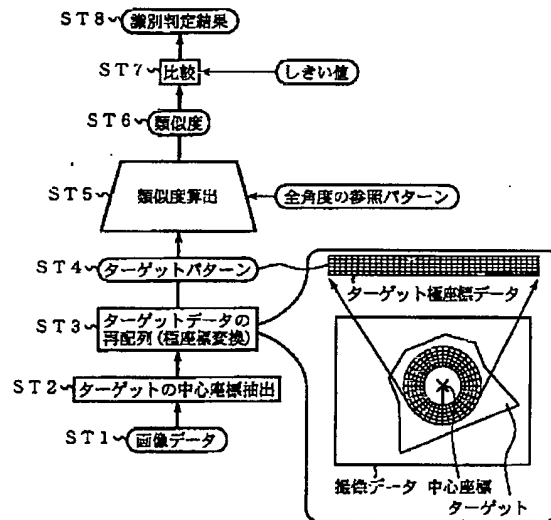 ST8 識別判定結果
ST7 比較 しきい値
ST6 類似度
ST5 類似度算出 全角度の参照パターン
ST4 ターゲットパターン
ターゲット極座標データ
ST3 ターゲットデータの
再配列(極座標変換)
ST2 ターゲットの中心座標抽出
ST1 画像データ
撮像データ 中心座標
ターゲット